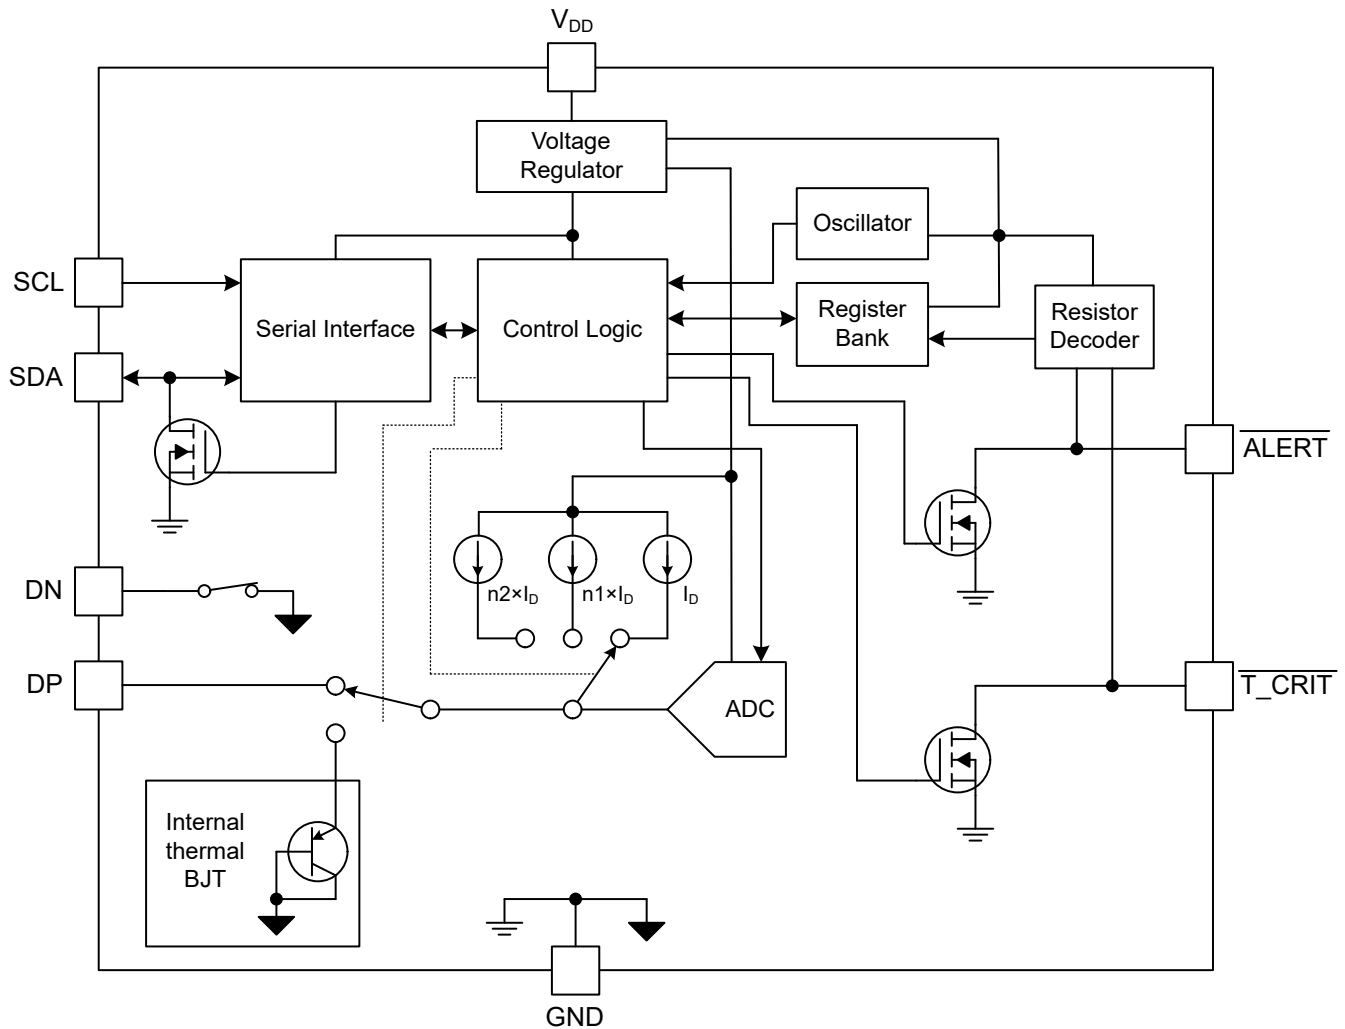 VDD
Voltage
Regulator
Oscillator
SCL
Serial Interface
Control Logic
Register
Bank
Resistor
Decoder
SDA
ALERT
DN
n2×ID
n1×ID
ID
DP
ADC
T_CRIT
Internal
thermal
BJT
GND